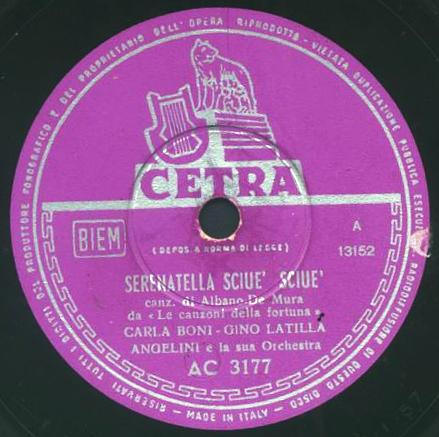 DEL PRODUTTORE FONOGRAFICO E DEL PROPRIETARIO DELL'OPERA RIPRODOTTA - VIETATA DUPLICAZIONE PUBBLICA ESECUZ. RADIODIFFUSIONE DI QUESTO DISCO
CETRA
BIEM
A
13152
(DEPOS. A NORMA DI LEGGE)
SERENATELLA SCIUE' SCIUE'
canz. di Albano-De Mura
da «Le canzoni della fortuna»
CARLA BONI - GINO LATILLA
ANGELINI e la sua Orchestra
AC 3177
RISERVATI TUTTI I DIRITTI
- MADE IN ITALY -